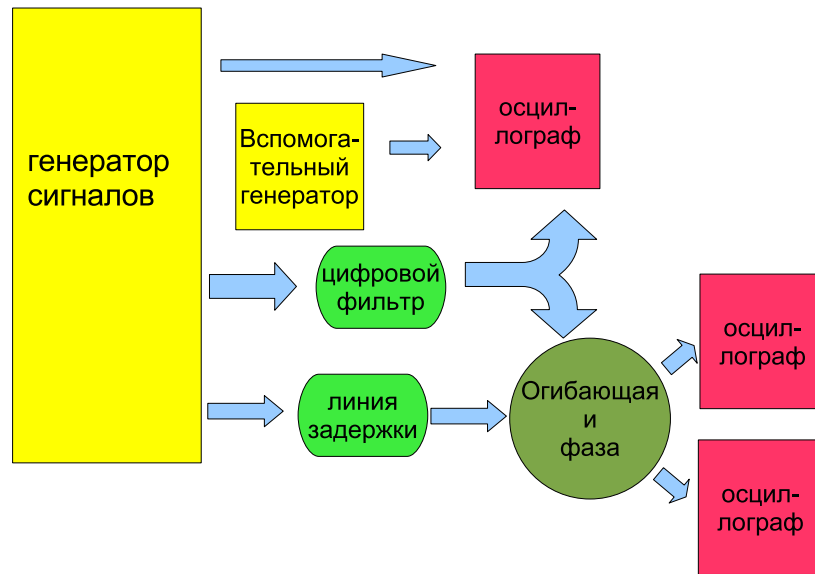 генератор
сигналов
Вспомога-
тельный
генератор
осцил-
лограф
цифровой
фильтр
линия
задержки
Огибающая
и
фаза
осцил-
лограф
осцил-
лограф